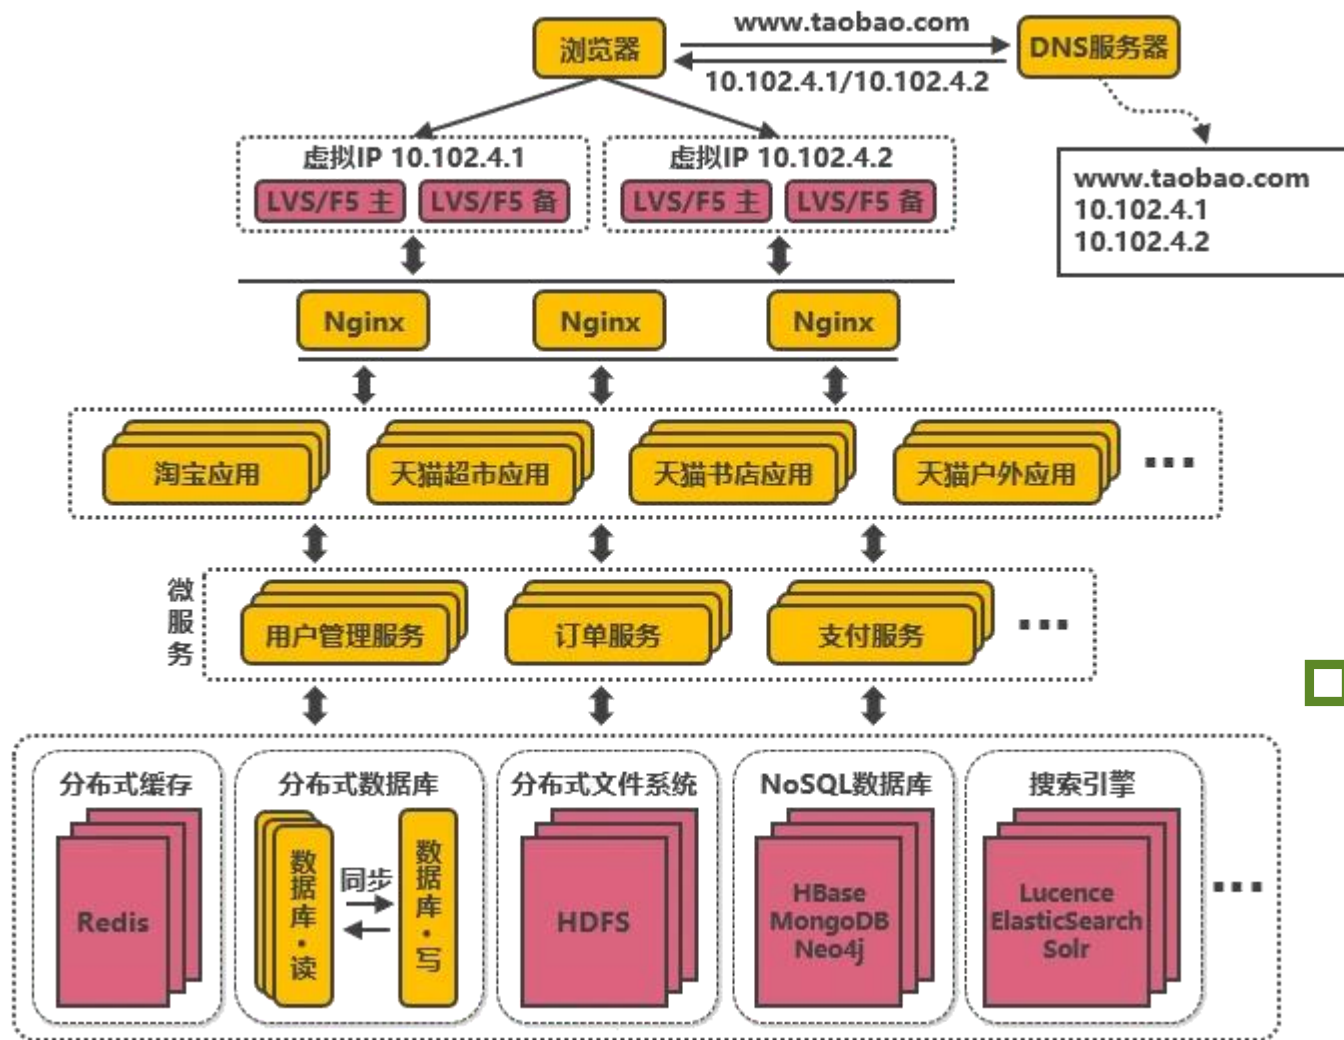 www.taobao.com
浏览器
DNS服务器
10.102.4.1/10.102.4.2
虚拟IP 10.102.4.1
虚拟IP 10.102.4.2
LVS/F5 主
LVS/F5 备
LVS/F5 主
LVS/F5 备
www.taobao.com
10.102.4.1
10.102.4.2
Nginx
Nginx
Nginx
淘宝应用
天猫超市应用
天猫书店应用
天猫户外应用
...
微服务
用户管理服务
订单服务
支付服务
...
分布式缓存
Redis
分布式数据库
数据库·读
同步
数据库·写
分布式文件系统
HDFS
NoSQL数据库
HBase
MongoDB
Neo4j
搜索引擎
Lucence
ElasticSearch
Solr
...